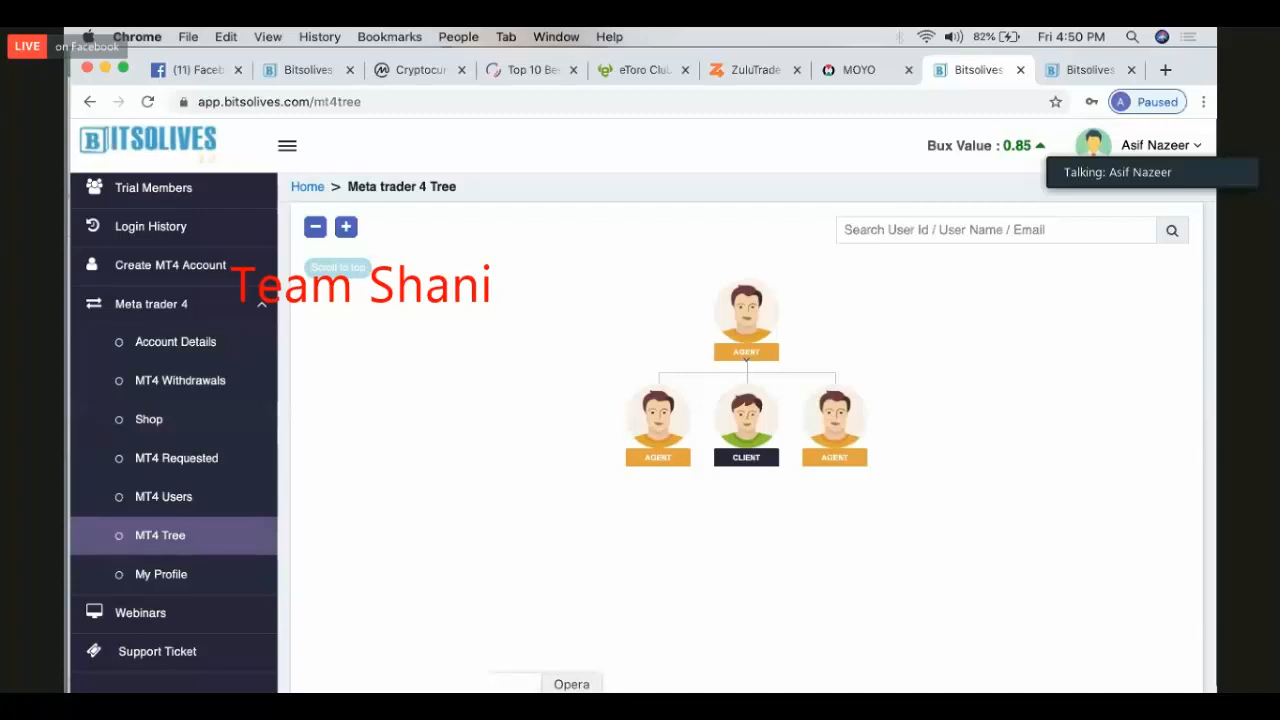 LIVE on Facebook
Chrome File Edit View History Bookmarks People Tab Window Help 82% Fri 4:50 PM
(11) Faceb Bitsolives Cryptocur Top 10 Be eToro Clu ZuluTrade MOYO Bitsolives Bitsolives
app.bitsolives.com/mt4tree A Paused
BITSOLIVES
Bux Value : 0.85 Asif Nazeer
Talking: Asif Nazeer
Trial Members
Home > Meta trader 4 Tree
Login History
Search User Id / User Name / Email
Create MT4 Account
Scroll to top
Team Shani
Meta trader 4
Account Details
AGENT
MT4 Withdrawals
Shop
MT4 Requested
AGENT CLIENT AGENT
MT4 Users
MT4 Tree
My Profile
Webinars
Support Ticket
Opera